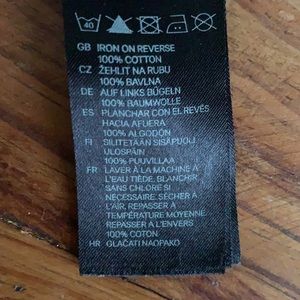 40
GB IRON ON REVERSE
100% COTTON
CZ ŽEHLIT NA RUBU
100% BAVLNA
DE AUF LINKS BÜGELN
100% BAUMWOLLE
ES PLANCHAR CON EL REVÉS
HACIA AFUERA
100% ALGODÓN
FI SILITETÄÄN SISÄPUOLI
ULOSPÄIN
100% PUUVILLAA
FR LAVER À LA MACHINE À
L'EAU TIÈDE, BLANCHIR
SANS CHLORE SI
NÉCESSAIRE, SÉCHER À
L'AIR, REPASSER À
TEMPÉRATURE MOYENNE,
REPASSER À L'ENVERS
100% COTON
HR GLAČATI NAOPAKO